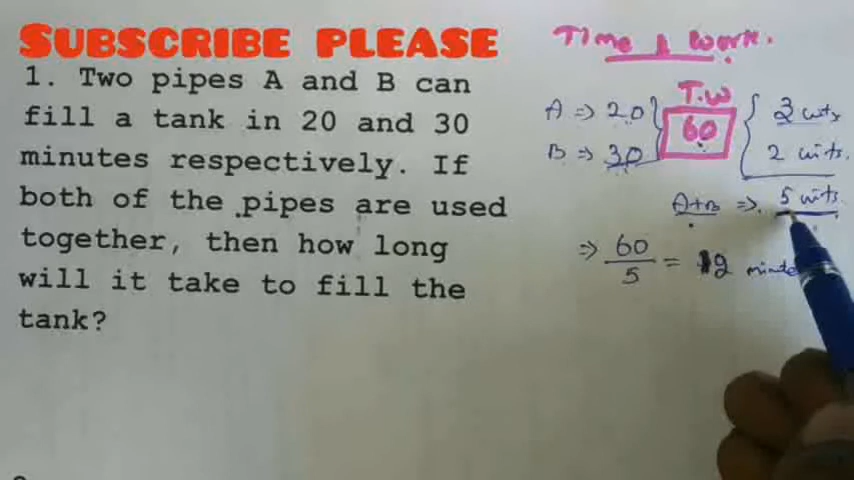 SUBSCRIBE PLEASE
Time & Work.
1. Two pipes A and B can
fill a tank in 20 and 30
minutes respectively. If
both of the pipes are used
together, then how long
will it take to fill the
tank?
T.W
A => 20
60
3 units
B => 30
2 units.
A+B => 5 units
=> 60/5 = 12 minute